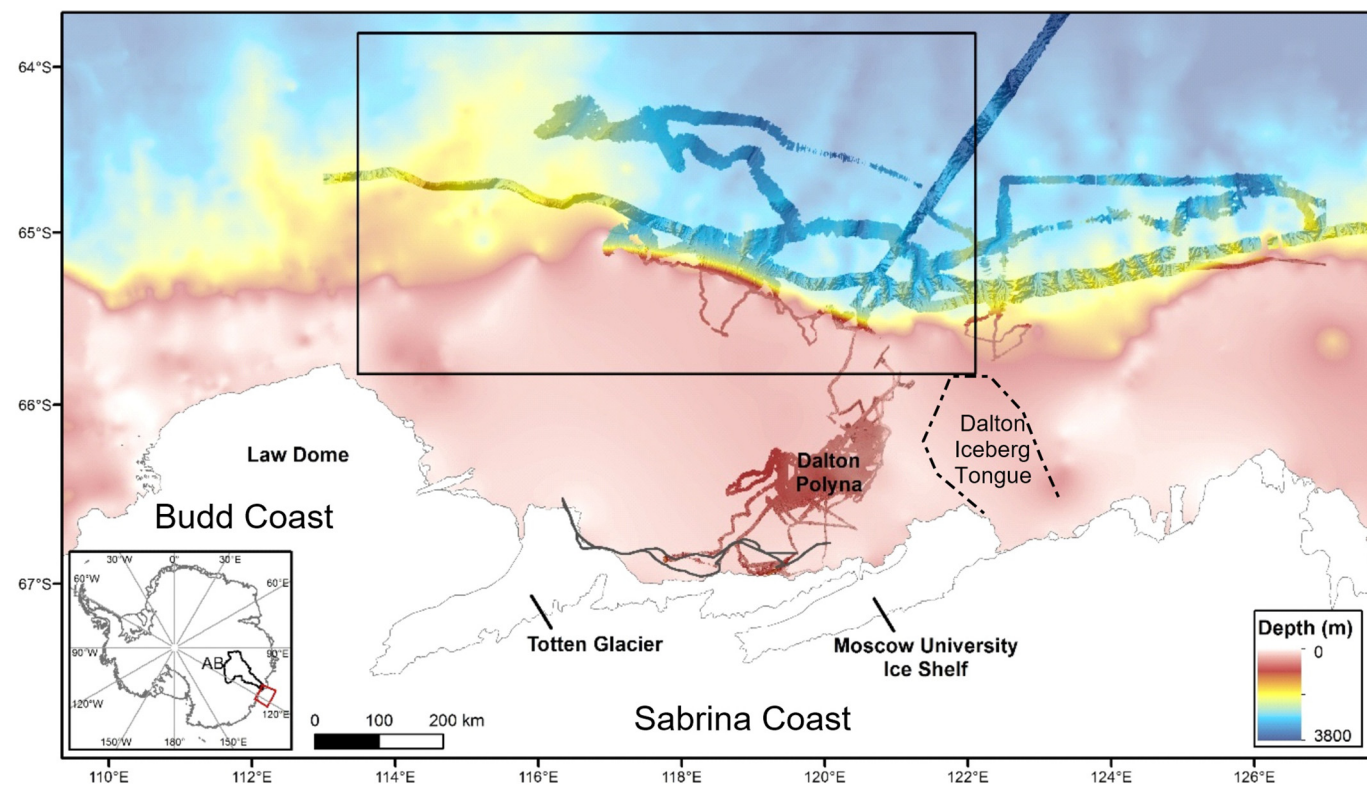 64°S
65°S
66°S
67°S
Law Dome
Budd Coast
Dalton
Polyna
Dalton
Iceberg
Tongue
Totten Glacier
Moscow University
Ice Shelf
Sabrina Coast
30°W
0°
30°E
60°W
60°E
90°W
AB
90°E
120°W
120°E
150°W
180°
150°E
0
100
200 km
Depth (m)
0
3800
110°E
112°E
114°E
116°E
118°E
120°E
122°E
124°E
126°E